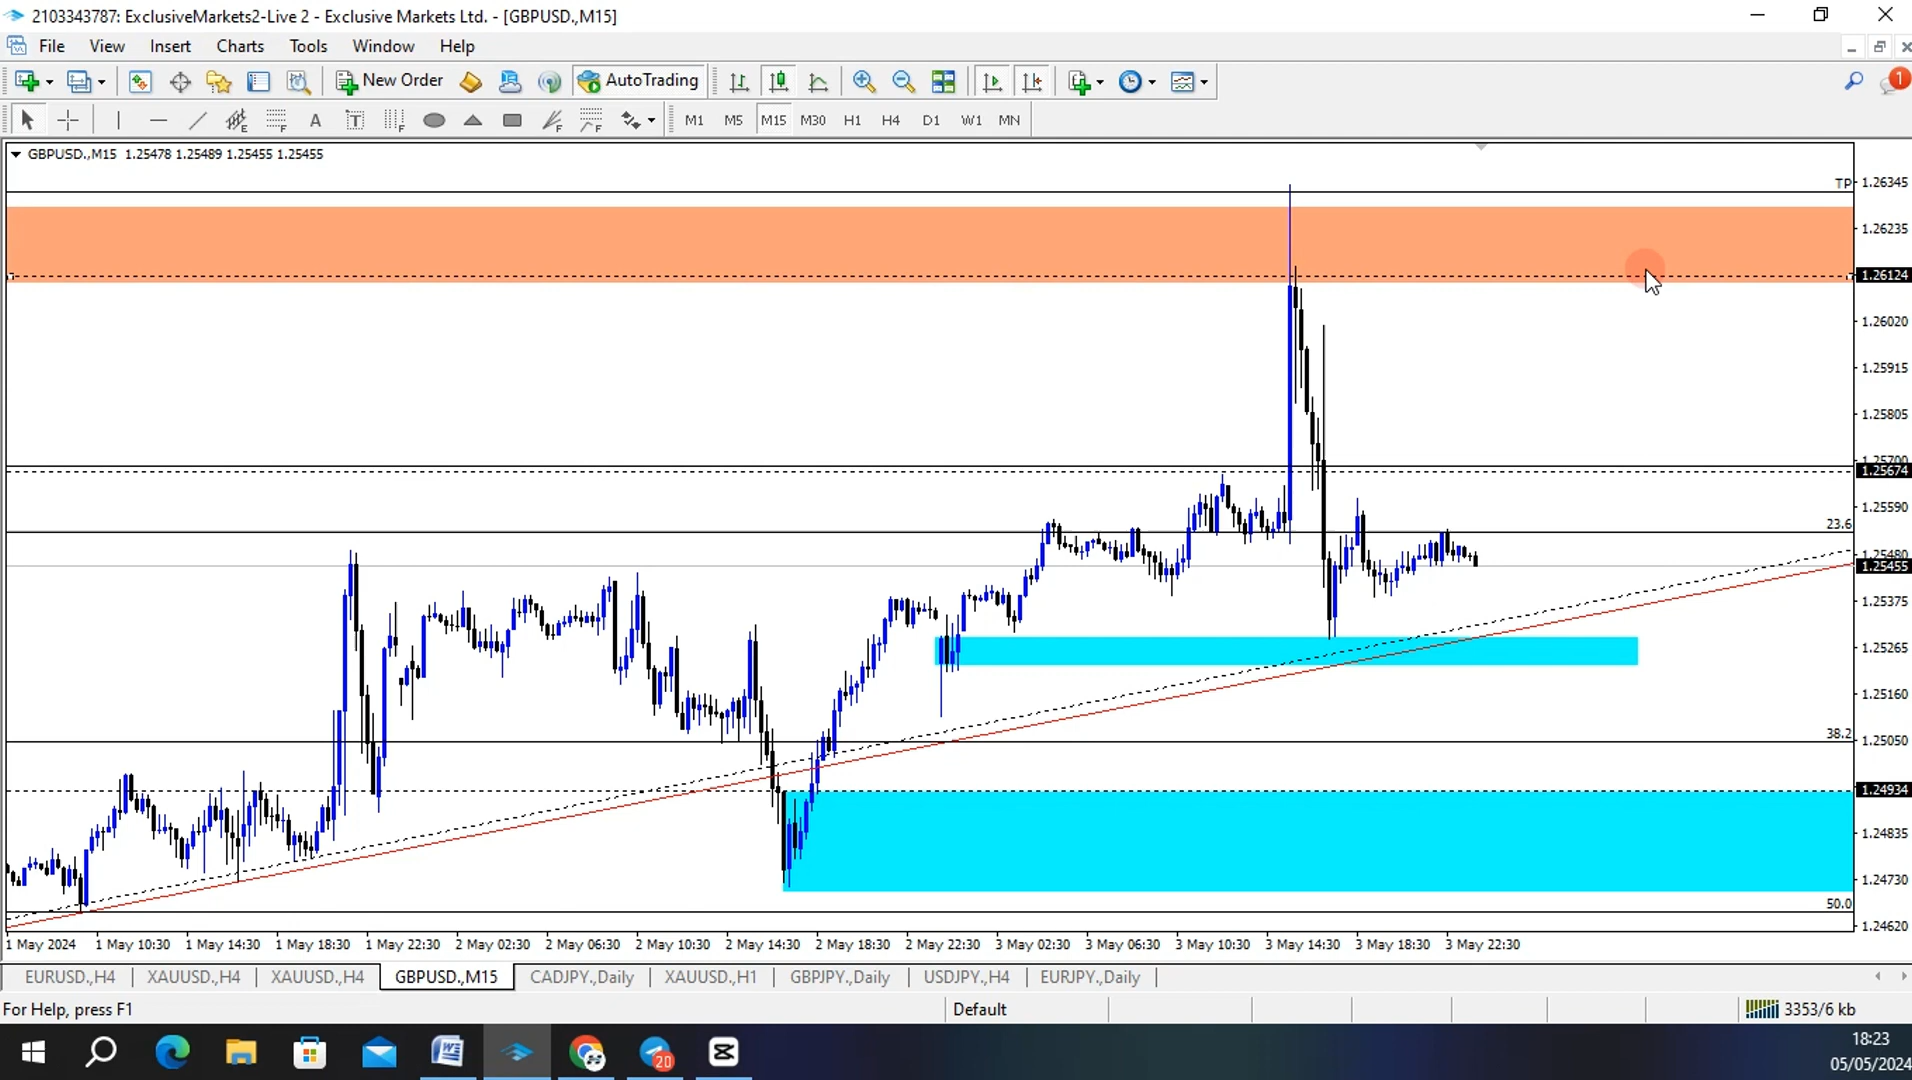 2103343787: ExclusiveMarkets2-Live 2 - Exclusive Markets Ltd. - [GBPUSD.,M15]
File View Insert Charts Tools Window Help
New Order AutoTrading 1
A T E F F F F M1 M5 M15 M30 H1 H4 D1 W1 MN
GBPUSD.,M15 1.25478 1.25489 1.25455 1.25455
TP 1.26345
1.26235
1.26124
1.26020
1.25915
1.25805
1.25700
1.25674
1.25590
23.6
1.25480
1.25455
1.25375
1.25265
1.25160
38.2
1.25050
1.24934
1.24835
1.24730
50.0
1.24620
1 May 2024 1 May 10:30 1 May 14:30 1 May 18:30 1 May 22:30 2 May 02:30 2 May 06:30 2 May 10:30 2 May 14:30 2 May 18:30 2 May 22:30 3 May 02:30 3 May 06:30 3 May 10:30 3 May 14:30 3 May 18:30 3 May 22:30
EURUSD.,H4 XAUUSD.,H4 XAUUSD.,H4 GBPUSD.,M15 CADJPY.,Daily XAUUSD.,H1 GBPJPY.,Daily USDJPY.,H4 EURJPY.,Daily
For Help, press F1 Default 3353/6 kb
20
18:23
05/05/2024